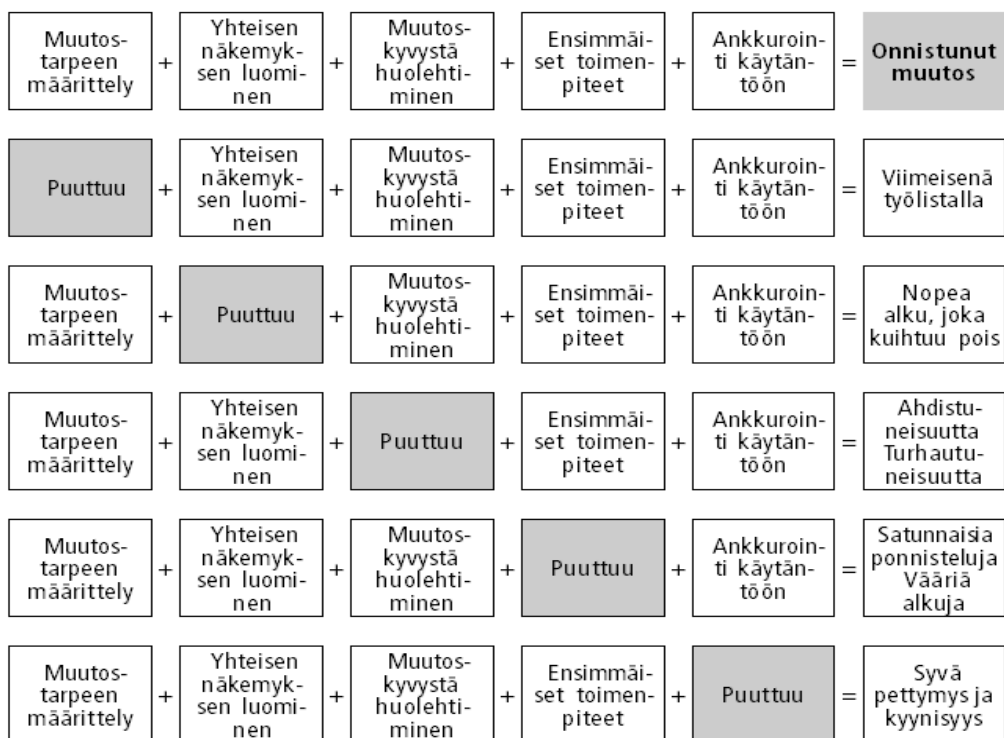 Muutos-
tarpeen
määrittely
+
Yhteisen
näkemyk-
sen luomi-
nen
+
Muutos-
kyvystä
huolehti-
minen
+
Ensimmäi-
set toimen-
piteet
+
Ankkuroin-
ti käytän-
töön
=
Onnistunut
muutos
Puuttuu
+
Yhteisen
näkemyk-
sen luomi-
nen
+
Muutos-
kyvystä
huolehti-
minen
+
Ensimmäi-
set toimen-
piteet
+
Ankkuroin-
ti käytän-
töön
=
Viimeisenä
työlistalla
Muutos-
tarpeen
määrittely
+
Puuttuu
+
Muutos-
kyvystä
huolehti-
minen
+
Ensimmäi-
set toimen-
piteet
+
Ankkuroin-
ti käytän-
töön
=
Nopea
alku, joka
kuihtuu pois
Muutos-
tarpeen
määrittely
+
Yhteisen
näkemyk-
sen luomi-
nen
+
Puuttuu
+
Ensimmäi-
set toimen-
piteet
+
Ankkuroin-
ti käytän-
töön
=
Ahdistu-
neisuutta
Turhautu-
neisuutta
Muutos-
tarpeen
määrittely
+
Yhteisen
näkemyk-
sen luomi-
nen
+
Muutos-
kyvystä
huolehti-
minen
+
Puuttuu
+
Ankkuroin-
ti käytän-
töön
=
Satunnaisia
ponnisteluja
Vääriä
alkuja
Muutos-
tarpeen
määrittely
+
Yhteisen
näkemyk-
sen luomi-
nen
+
Muutos-
kyvystä
huolehti-
minen
+
Ensimmäi-
set toimen-
piteet
+
Puuttuu
=
Syvä
pettymys ja
kyynisyys